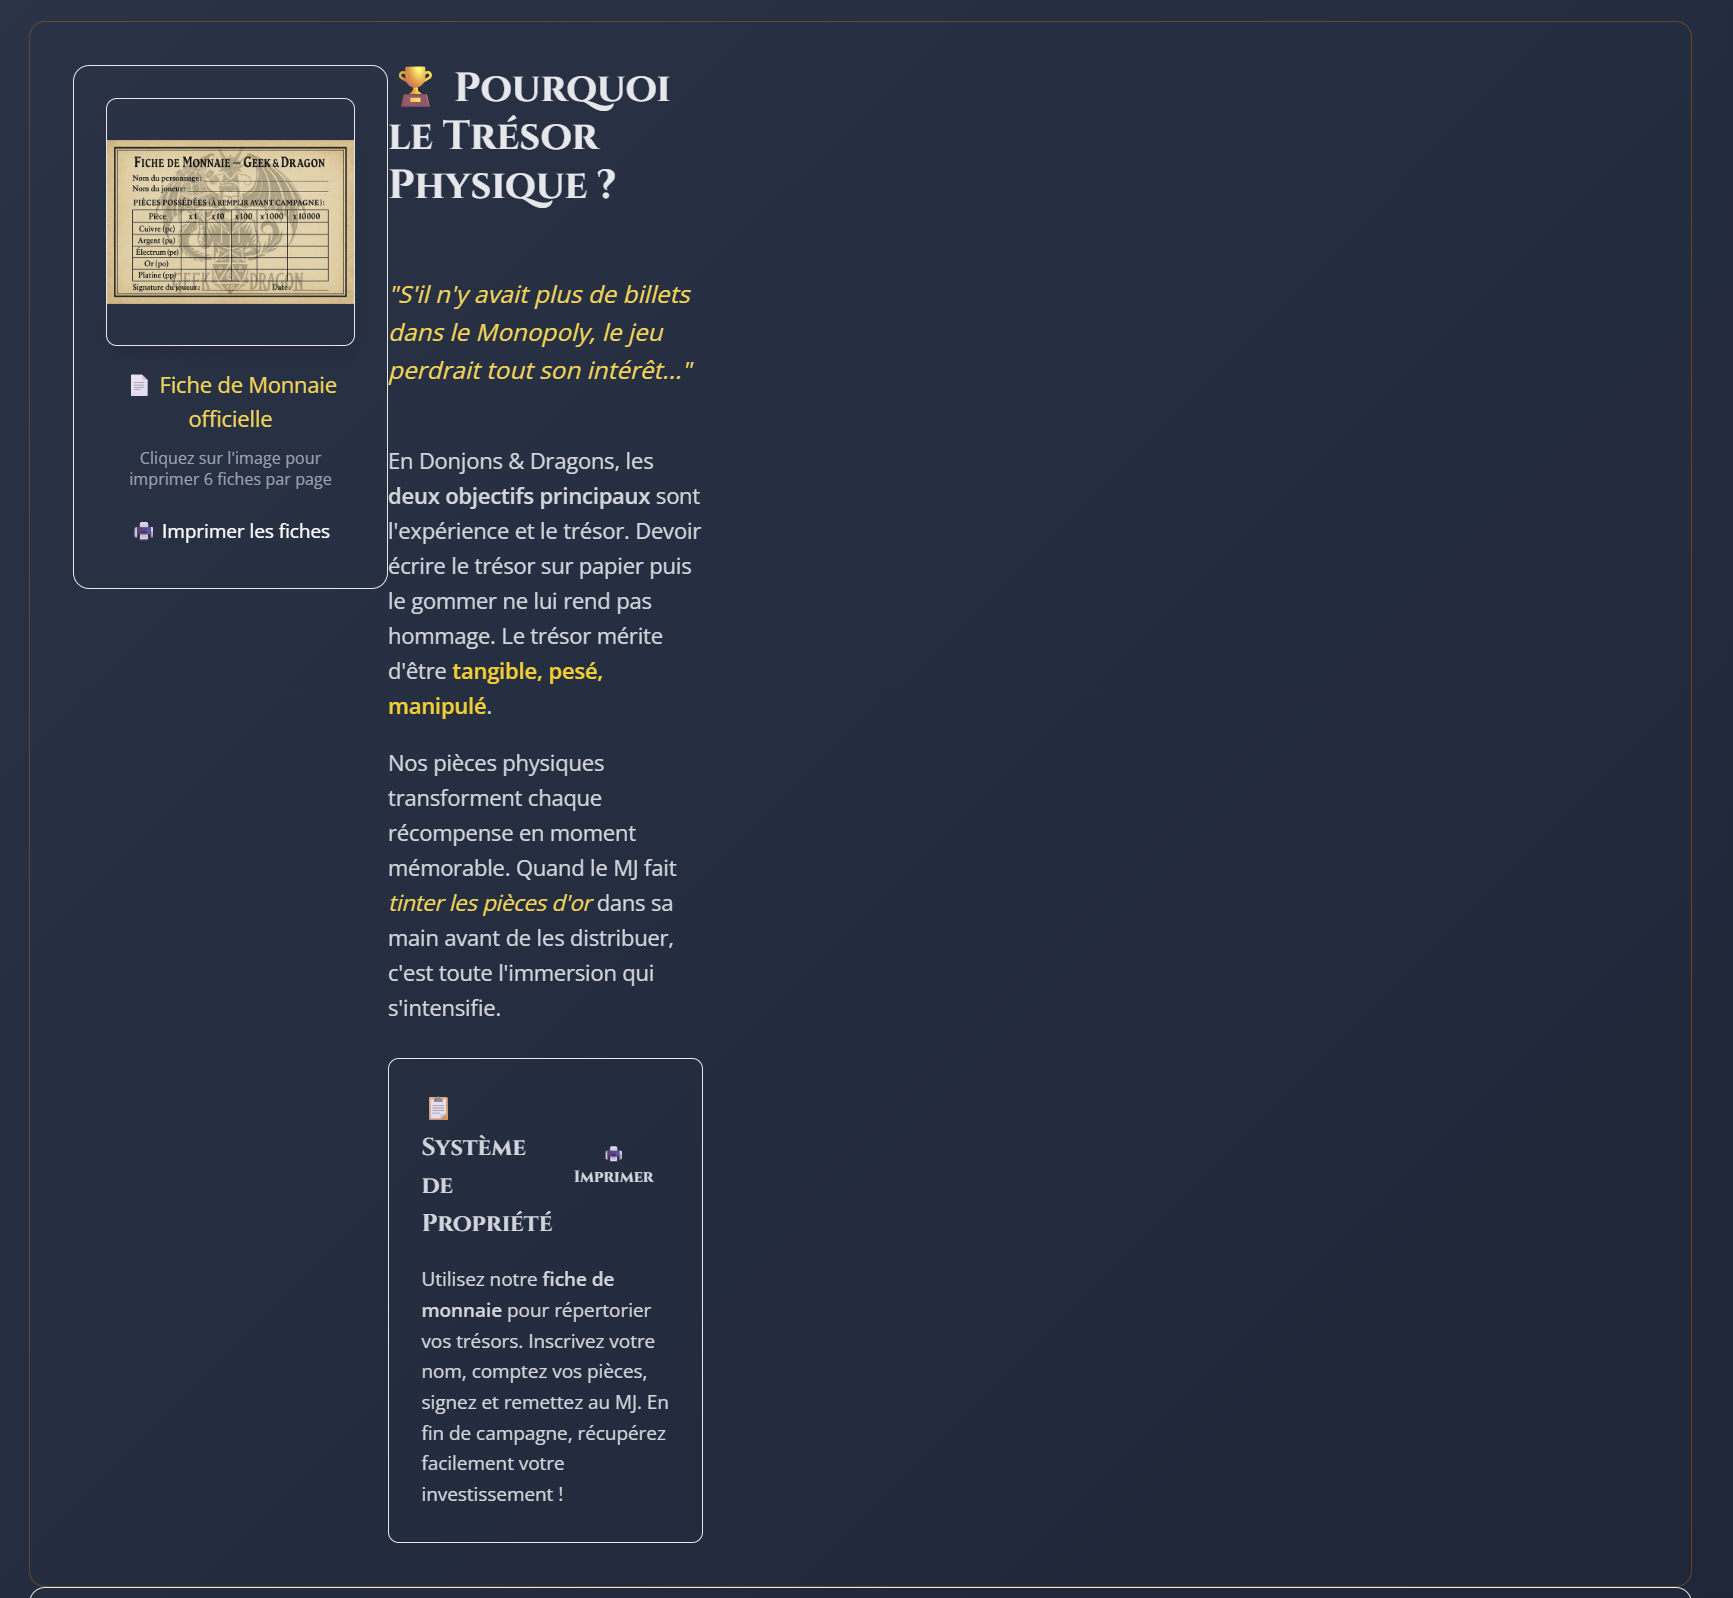 FICHE DE MONNAIE – GEEK & DRAGON
Nom du personnage:
Nom du joueur:
PIÈCES POSSÉDÉES (À REMPLIR AVANT CAMPAGNE):
Pièce x1 x10 x100 x1000 x10000
Cuivre (pc)
Argent (pa)
Électrum (pe)
Or (po)
Platine (pp)
GEEK DRAGON
Signature du joueur: Date:
Fiche de Monnaie
officielle
Cliquez sur l'image pour
imprimer 6 fiches par page
Imprimer les fiches
Pourquoi
le Trésor
Physique ?
"S'il n'y avait plus de billets
dans le Monopoly, le jeu
perdrait tout son intérêt..."
En Donjons & Dragons, les
deux objectifs principaux sont
l'expérience et le trésor. Devoir
écrire le trésor sur papier puis
le gommer ne lui rend pas
hommage. Le trésor mérite
d'être tangible, pesé,
manipulé.
Nos pièces physiques
transforment chaque
récompense en moment
mémorable. Quand le MJ fait
tinter les pièces d'or dans sa
main avant de les distribuer,
c'est toute l'immersion qui
s'intensifie.
Système
de
Propriété
Imprimer
Utilisez notre fiche de
monnaie pour répertorier
vos trésors. Inscrivez votre
nom, comptez vos pièces,
signez et remettez au MJ. En
fin de campagne, récupérez
facilement votre
investissement !